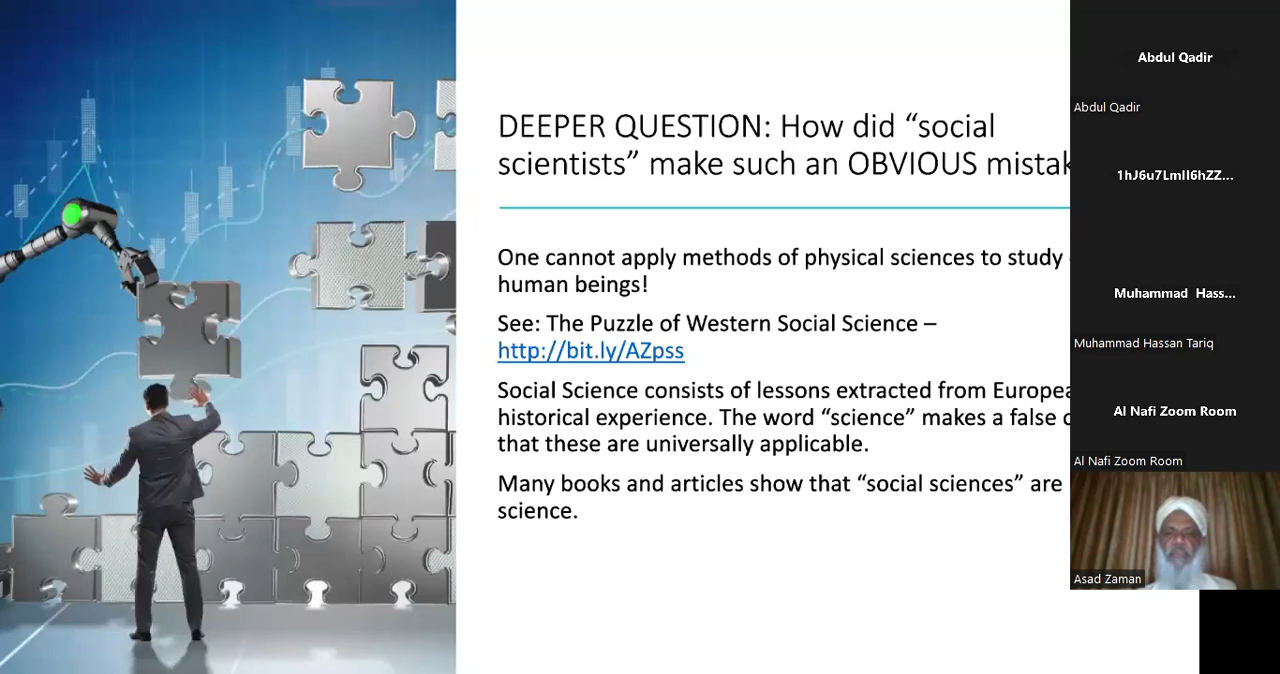 DEEPER QUESTION: How did “social
scientists” make such an OBVIOUS mistak
One cannot apply methods of physical sciences to study
human beings!
See: The Puzzle of Western Social Science –
http://bit.ly/AZpss
Social Science consists of lessons extracted from Europea
historical experience. The word “science” makes a false c
that these are universally applicable.
Many books and articles show that “social sciences” are
science.
Abdul Qadir
Abdul Qadir
Muhammad Hass...
Muhammad Hassan Tariq
Al Nafi Zoom Room
Al Nafi Zoom Room
Asad Zaman